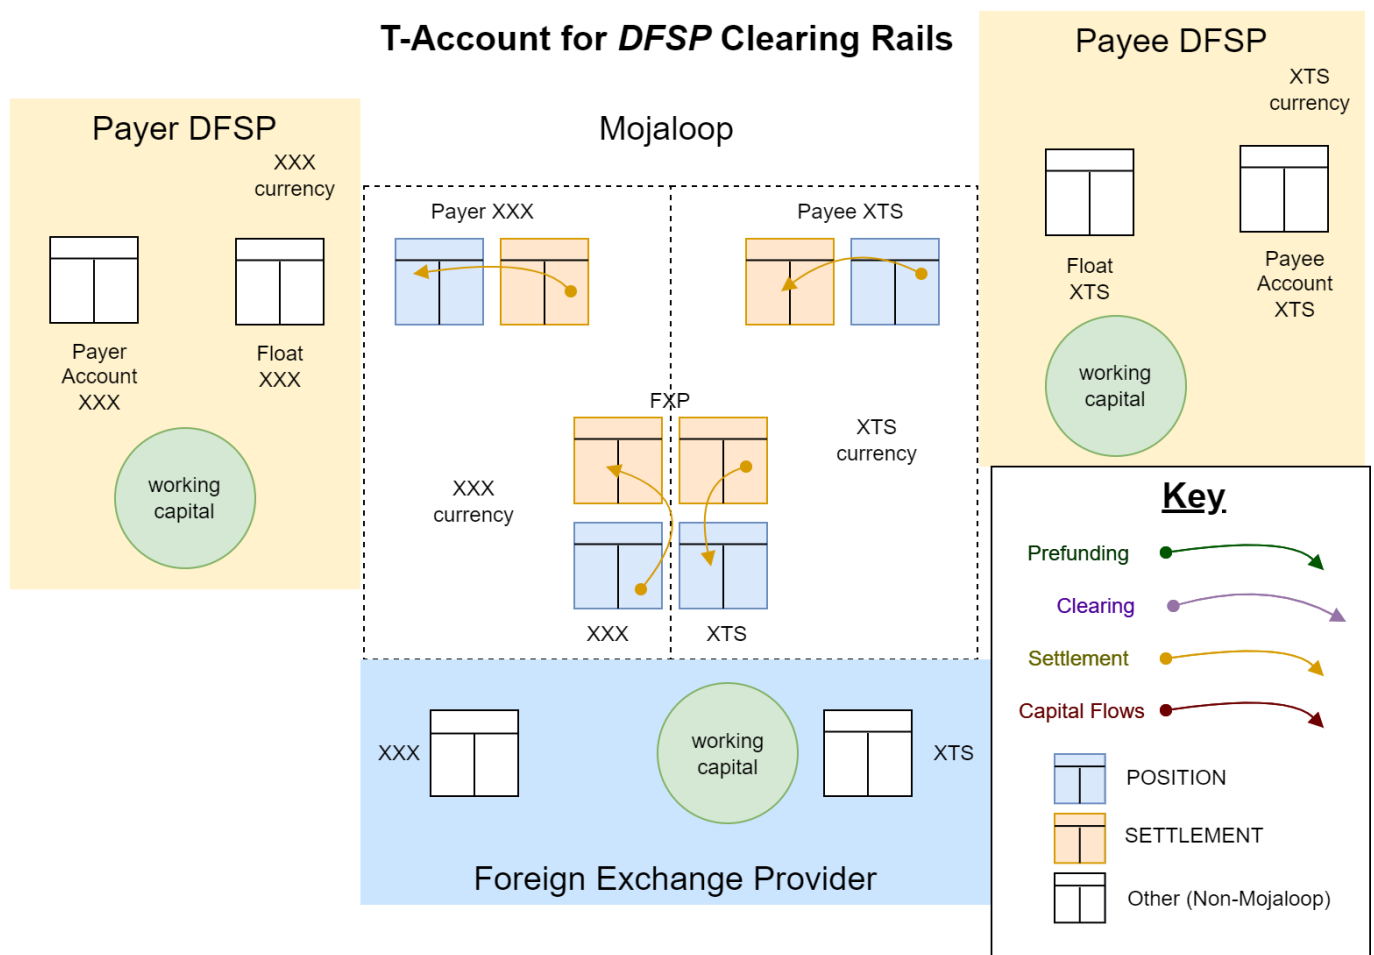 T-Account for DFSP Clearing Rails
Payer DFSP
XXX
currency
Payer
Account
XXX
Float
XXX
working
capital
Mojaloop
Payer XXX
Payee XTS
FXP
XXX
currency
XTS
currency
XXX
XTS
Payee DFSP
XTS
currency
Float
XTS
Payee
Account
XTS
working
capital
XXX
working
capital
XTS
Foreign Exchange Provider
Key
Prefunding
Clearing
Settlement
Capital Flows
POSITION
SETTLEMENT
Other (Non-Mojaloop)